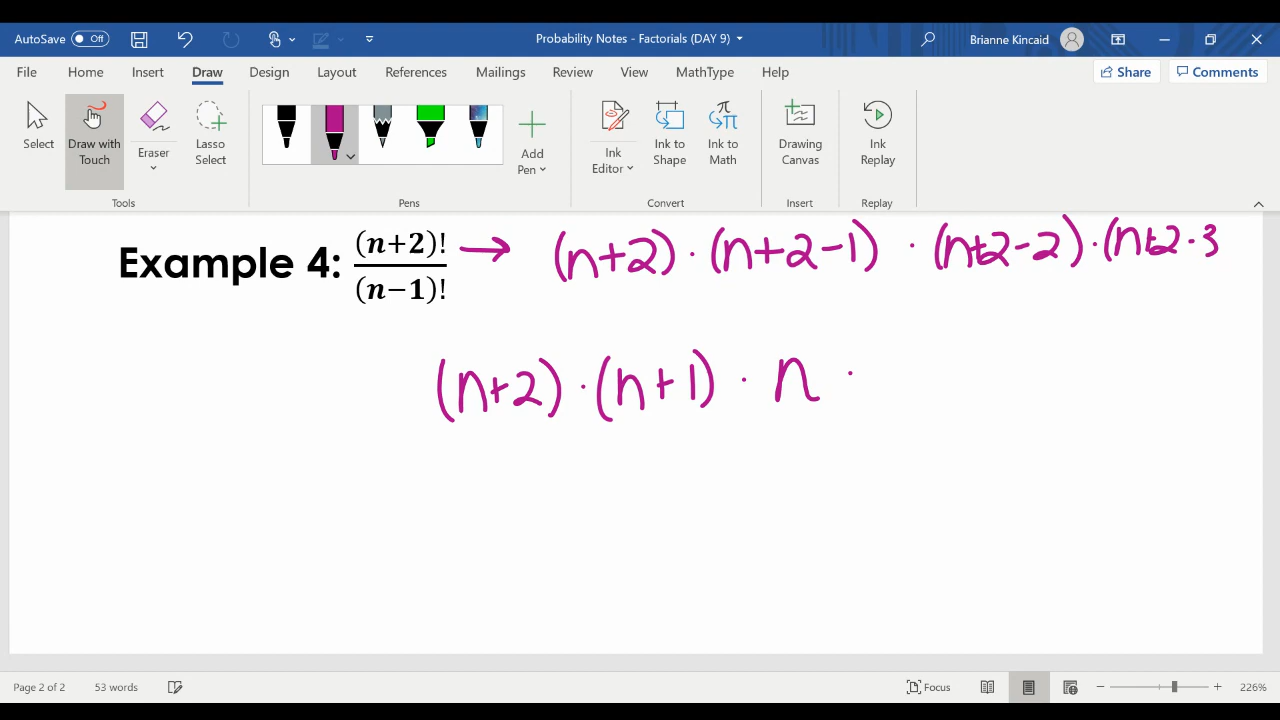 AutoSave Off Probability Notes - Factorials (DAY 9) Brianne Kincaid
File Home Insert Draw Design Layout References Mailings Review View MathType Help Share Comments
Select Draw with Touch Eraser Lasso Select Add Pen Ink Editor Ink to Shape Ink to Math Drawing Canvas Ink Replay
Tools Pens Convert Insert Replay
Example 4: (n+2)!/(n−1)! → (n+2) · (n+2-1) · (n+2-2) · (n+2-3
(n+2) · (n+1) · n ·
Page 2 of 2 53 words Focus 226%